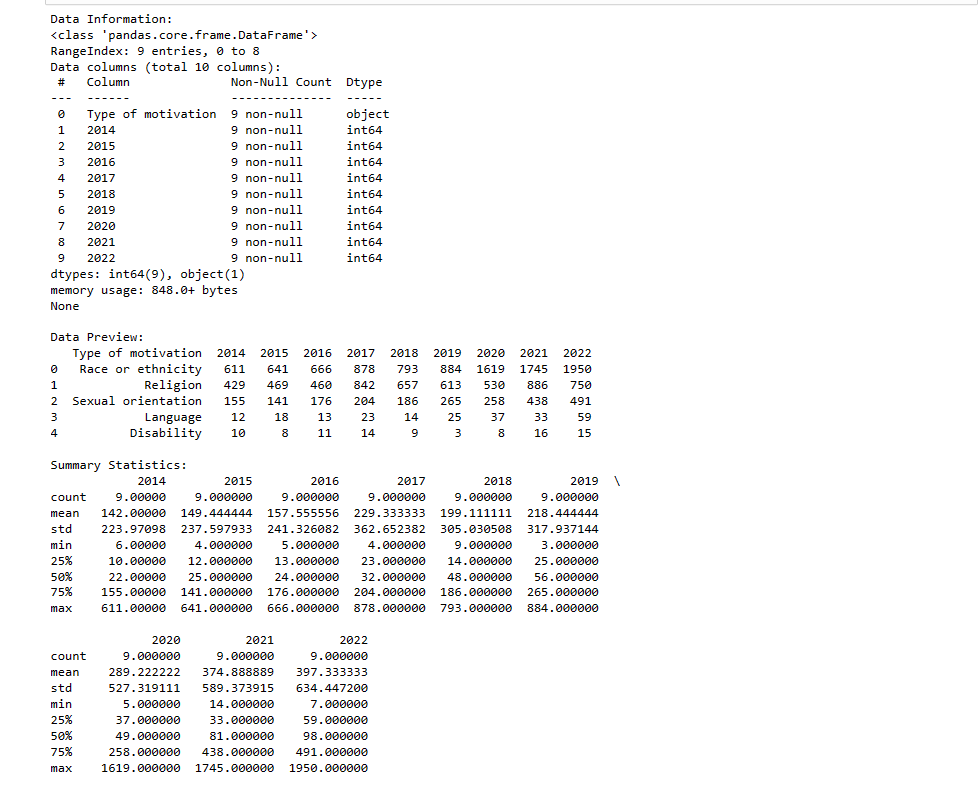 Data Information:
<class 'pandas.core.frame.DataFrame'>
RangeIndex: 9 entries, 0 to 8
Data columns (total 10 columns):
 #   Column              Non-Null Count  Dtype
---  ------              --------------  -----
 0   Type of motivation  9 non-null      object
 1   2014                9 non-null      int64
 2   2015                9 non-null      int64
 3   2016                9 non-null      int64
 4   2017                9 non-null      int64
 5   2018                9 non-null      int64
 6   2019                9 non-null      int64
 7   2020                9 non-null      int64
 8   2021                9 non-null      int64
 9   2022                9 non-null      int64
dtypes: int64(9), object(1)
memory usage: 848.0+ bytes
None

Data Preview:
   Type of motivation  2014  2015  2016  2017  2018  2019  2020  2021  2022
0   Race or ethnicity   611   641   666   878   793   884  1619  1745  1950
1            Religion   429   469   460   842   657   613   530   886   750
2  Sexual orientation   155   141   176   204   186   265   258   438   491
3            Language    12    18    13    23    14    25    37    33    59
4          Disability    10     8    11    14     9     3     8    16    15

Summary Statistics:
            2014        2015        2016        2017        2018        2019  \
count    9.00000    9.000000    9.000000    9.000000    9.000000    9.000000
mean   142.00000  149.444444  157.555556  229.333333  199.111111  218.444444
std    223.97098  237.597933  241.326082  362.652382  305.030508  317.937144
min      6.00000    4.000000    5.000000    4.000000    9.000000    3.000000
25%     10.00000   12.000000   13.000000   23.000000   14.000000   25.000000
50%     22.00000   25.000000   24.000000   32.000000   48.000000   56.000000
75%    155.00000  141.000000  176.000000  204.000000  186.000000  265.000000
max    611.00000  641.000000  666.000000  878.000000  793.000000  884.000000

              2020         2021         2022
count     9.000000     9.000000     9.000000
mean    289.222222   374.888889   397.333333
std     527.319111   589.373915   634.447200
min       5.000000    14.000000     7.000000
25%      37.000000    33.000000    59.000000
50%      49.000000    81.000000    98.000000
75%     258.000000   438.000000   491.000000
max    1619.000000  1745.000000  1950.000000